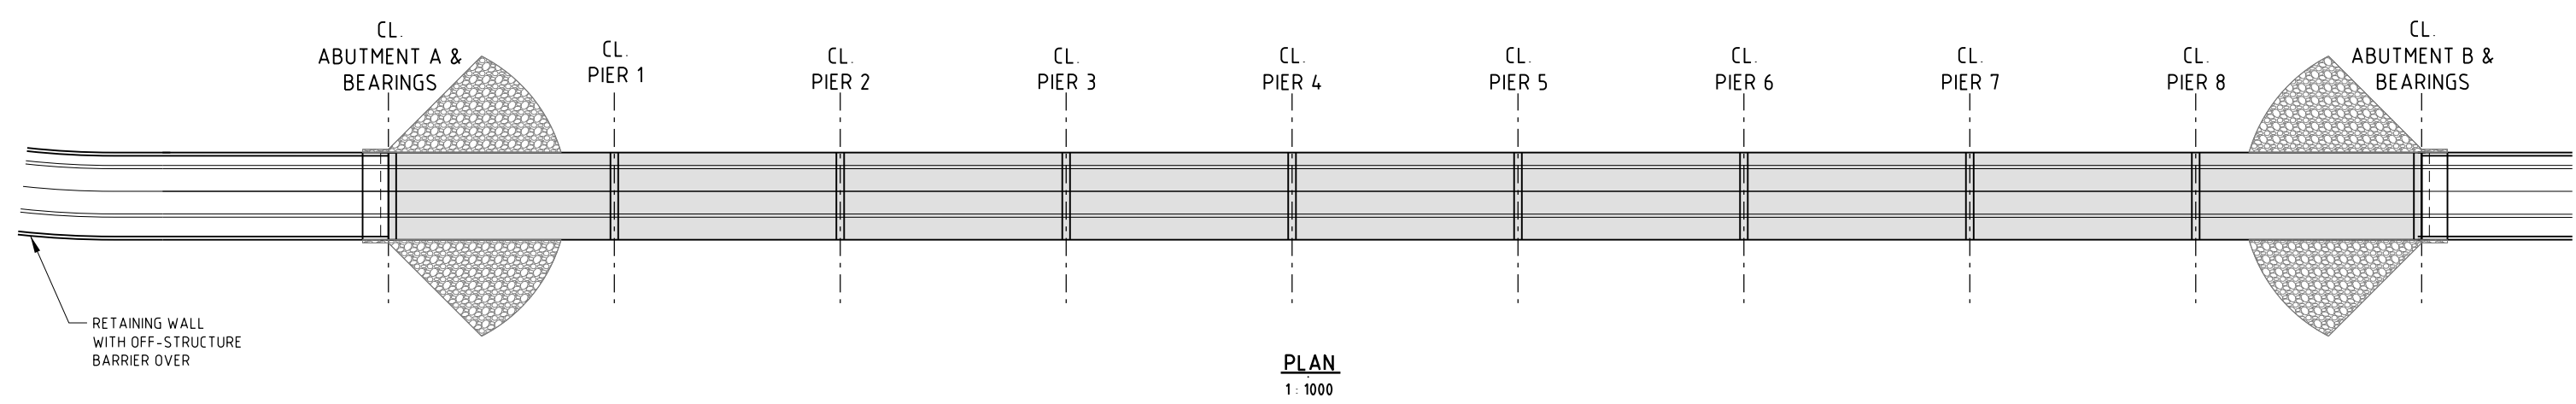 CL.
ABUTMENT A &
BEARINGS
CL.
PIER 1
CL.
PIER 2
CL.
PIER 3
CL.
PIER 4
CL.
PIER 5
CL.
PIER 6
CL.
PIER 7
CL.
PIER 8
CL.
ABUTMENT B &
BEARINGS
RETAINING WALL
WITH OFF-STRUCTURE
BARRIER OVER
PLAN
1 : 1000